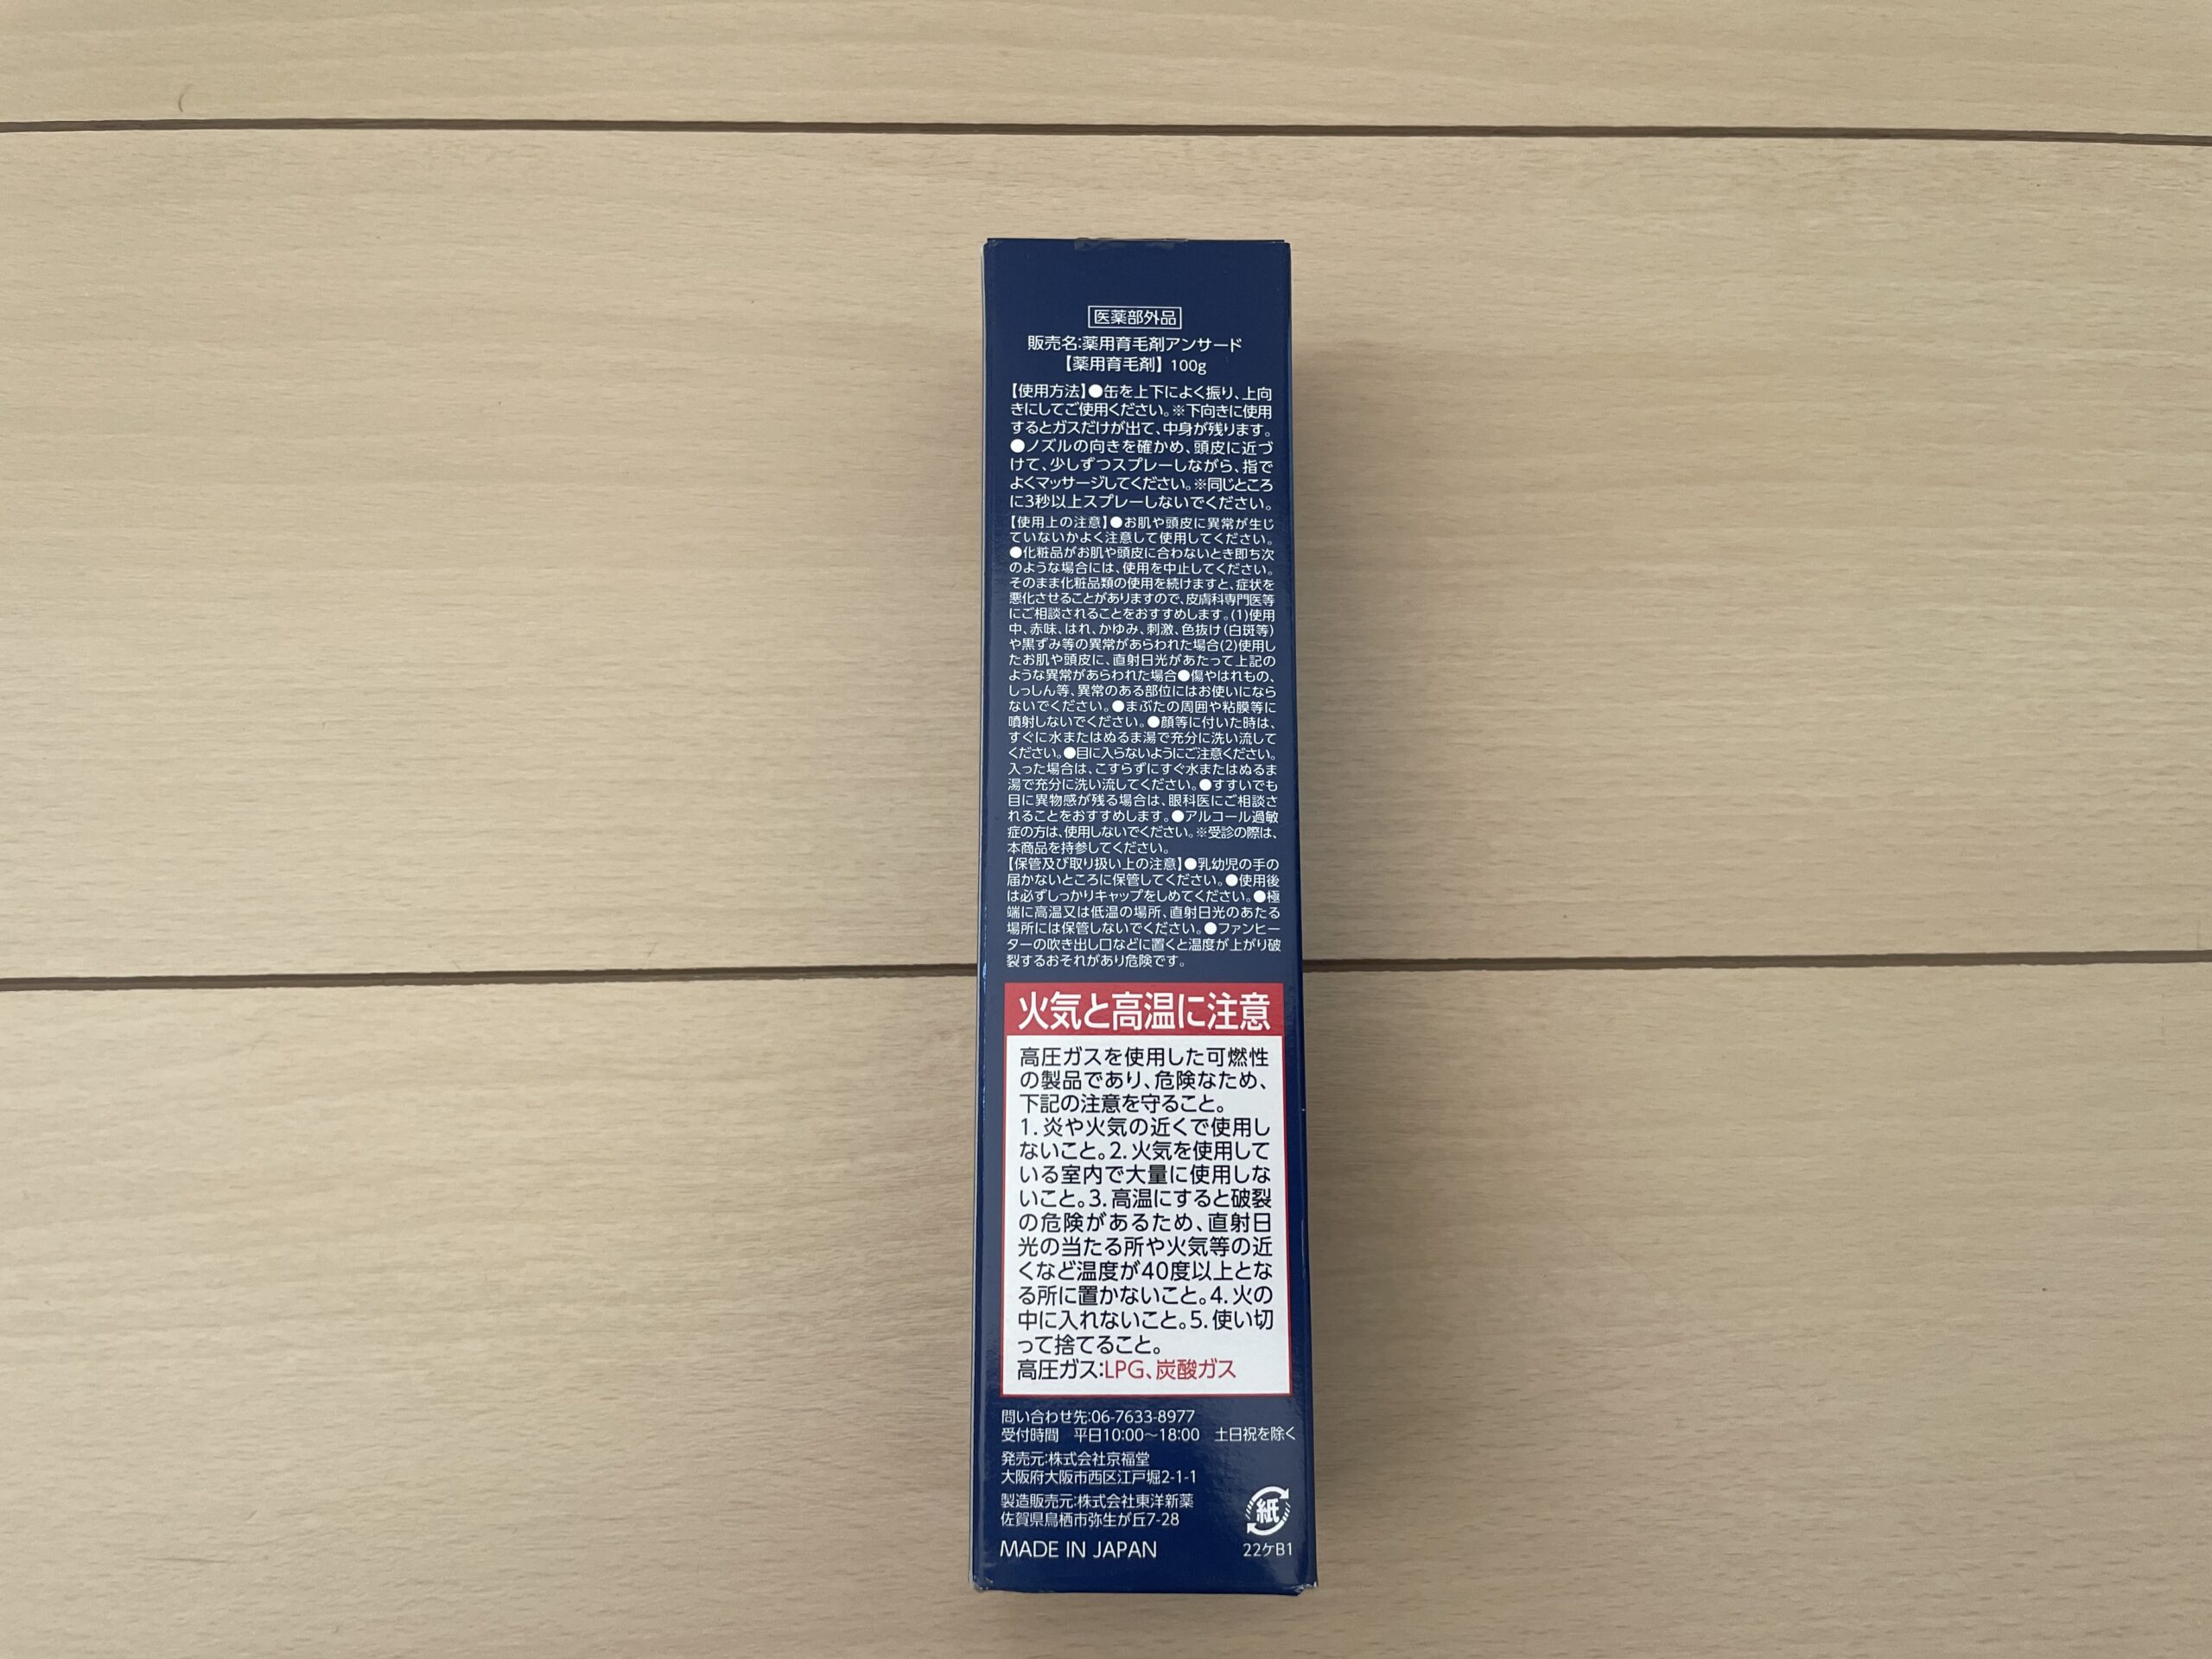 医薬部外品
販売名:薬用育毛剤アンサード
【薬用育毛剤】100g
【使用方法】●缶を上下によく振り、上向
きにしてご使用ください。※下向きに使用
するとガスだけが出て、中身が残ります。
●ノズルの向きを確かめ、頭皮に近づ
けて、少しずつスプレーしながら、指で
よくマッサージしてください。※同じところ
に3秒以上スプレーしないでください。
【使用上の注意】●お肌や頭皮に異常が生じ
ていないかよく注意して使用してください。
●化粧品がお肌や頭皮に合わないとき即ち次
のような場合には、使用を中止してください。
そのまま化粧品類の使用を続けますと、症状を
悪化させることがありますので、皮膚科専門医等
にご相談されることをおすすめします。(1)使用
中、赤味、はれ、かゆみ、刺激、色抜け(白斑等)
や黒ずみ等の異常があらわれた場合(2)使用し
たお肌や頭皮に、直射日光があたって上記の
ような異常があらわれた場合●傷やはれもの、
しっしん等、異常のある部位にはお使いになら
ないでください。●まぶたの周囲や粘膜等に
噴射しないでください。●顔等に付いた時は、
すぐに水またはぬるま湯で充分に洗い流して
ください。●目に入らないようにご注意ください。
入った場合は、こすらずにすぐ水またはぬるま
湯で充分に洗い流してください。●すすいでも
目に異物感が残る場合は、眼科医にご相談さ
れることをおすすめします。●アルコール過敏
症の方は、使用しないでください。※受診の際は、
本商品を持参してください。
【保管及び取り扱い上の注意】●乳幼児の手の
届かないところに保管してください。●使用後
は必ずしっかりキャップをしめてください。●極
端に高温又は低温の場所、直射日光のあたる
場所には保管しないでください。●ファンヒー
ターの吹き出し口などに置くと温度が上がり破
裂するおそれがあり危険です。
火気と高温に注意
高圧ガスを使用した可燃性
の製品であり、危険なため、
下記の注意を守ること。
1.炎や火気の近くで使用し
ないこと。2.火気を使用して
いる室内で大量に使用しな
いこと。3.高温にすると破裂
の危険があるため、直射日
光の当たる所や火気等の近
くなど温度が40度以上とな
る所に置かないこと。4.火の
中に入れないこと。5.使い切
って捨てること。
高圧ガス:LPG、炭酸ガス
問い合わせ先:06-7633-8977
受付時間　平日10:00〜18:00　土日祝を除く
発売元:株式会社京福堂
大阪府大阪市西区江戸堀2-1-1
製造販売元:株式会社東洋新薬
佐賀県鳥栖市弥生が丘7-28
紙
MADE IN JAPAN
22ケB1